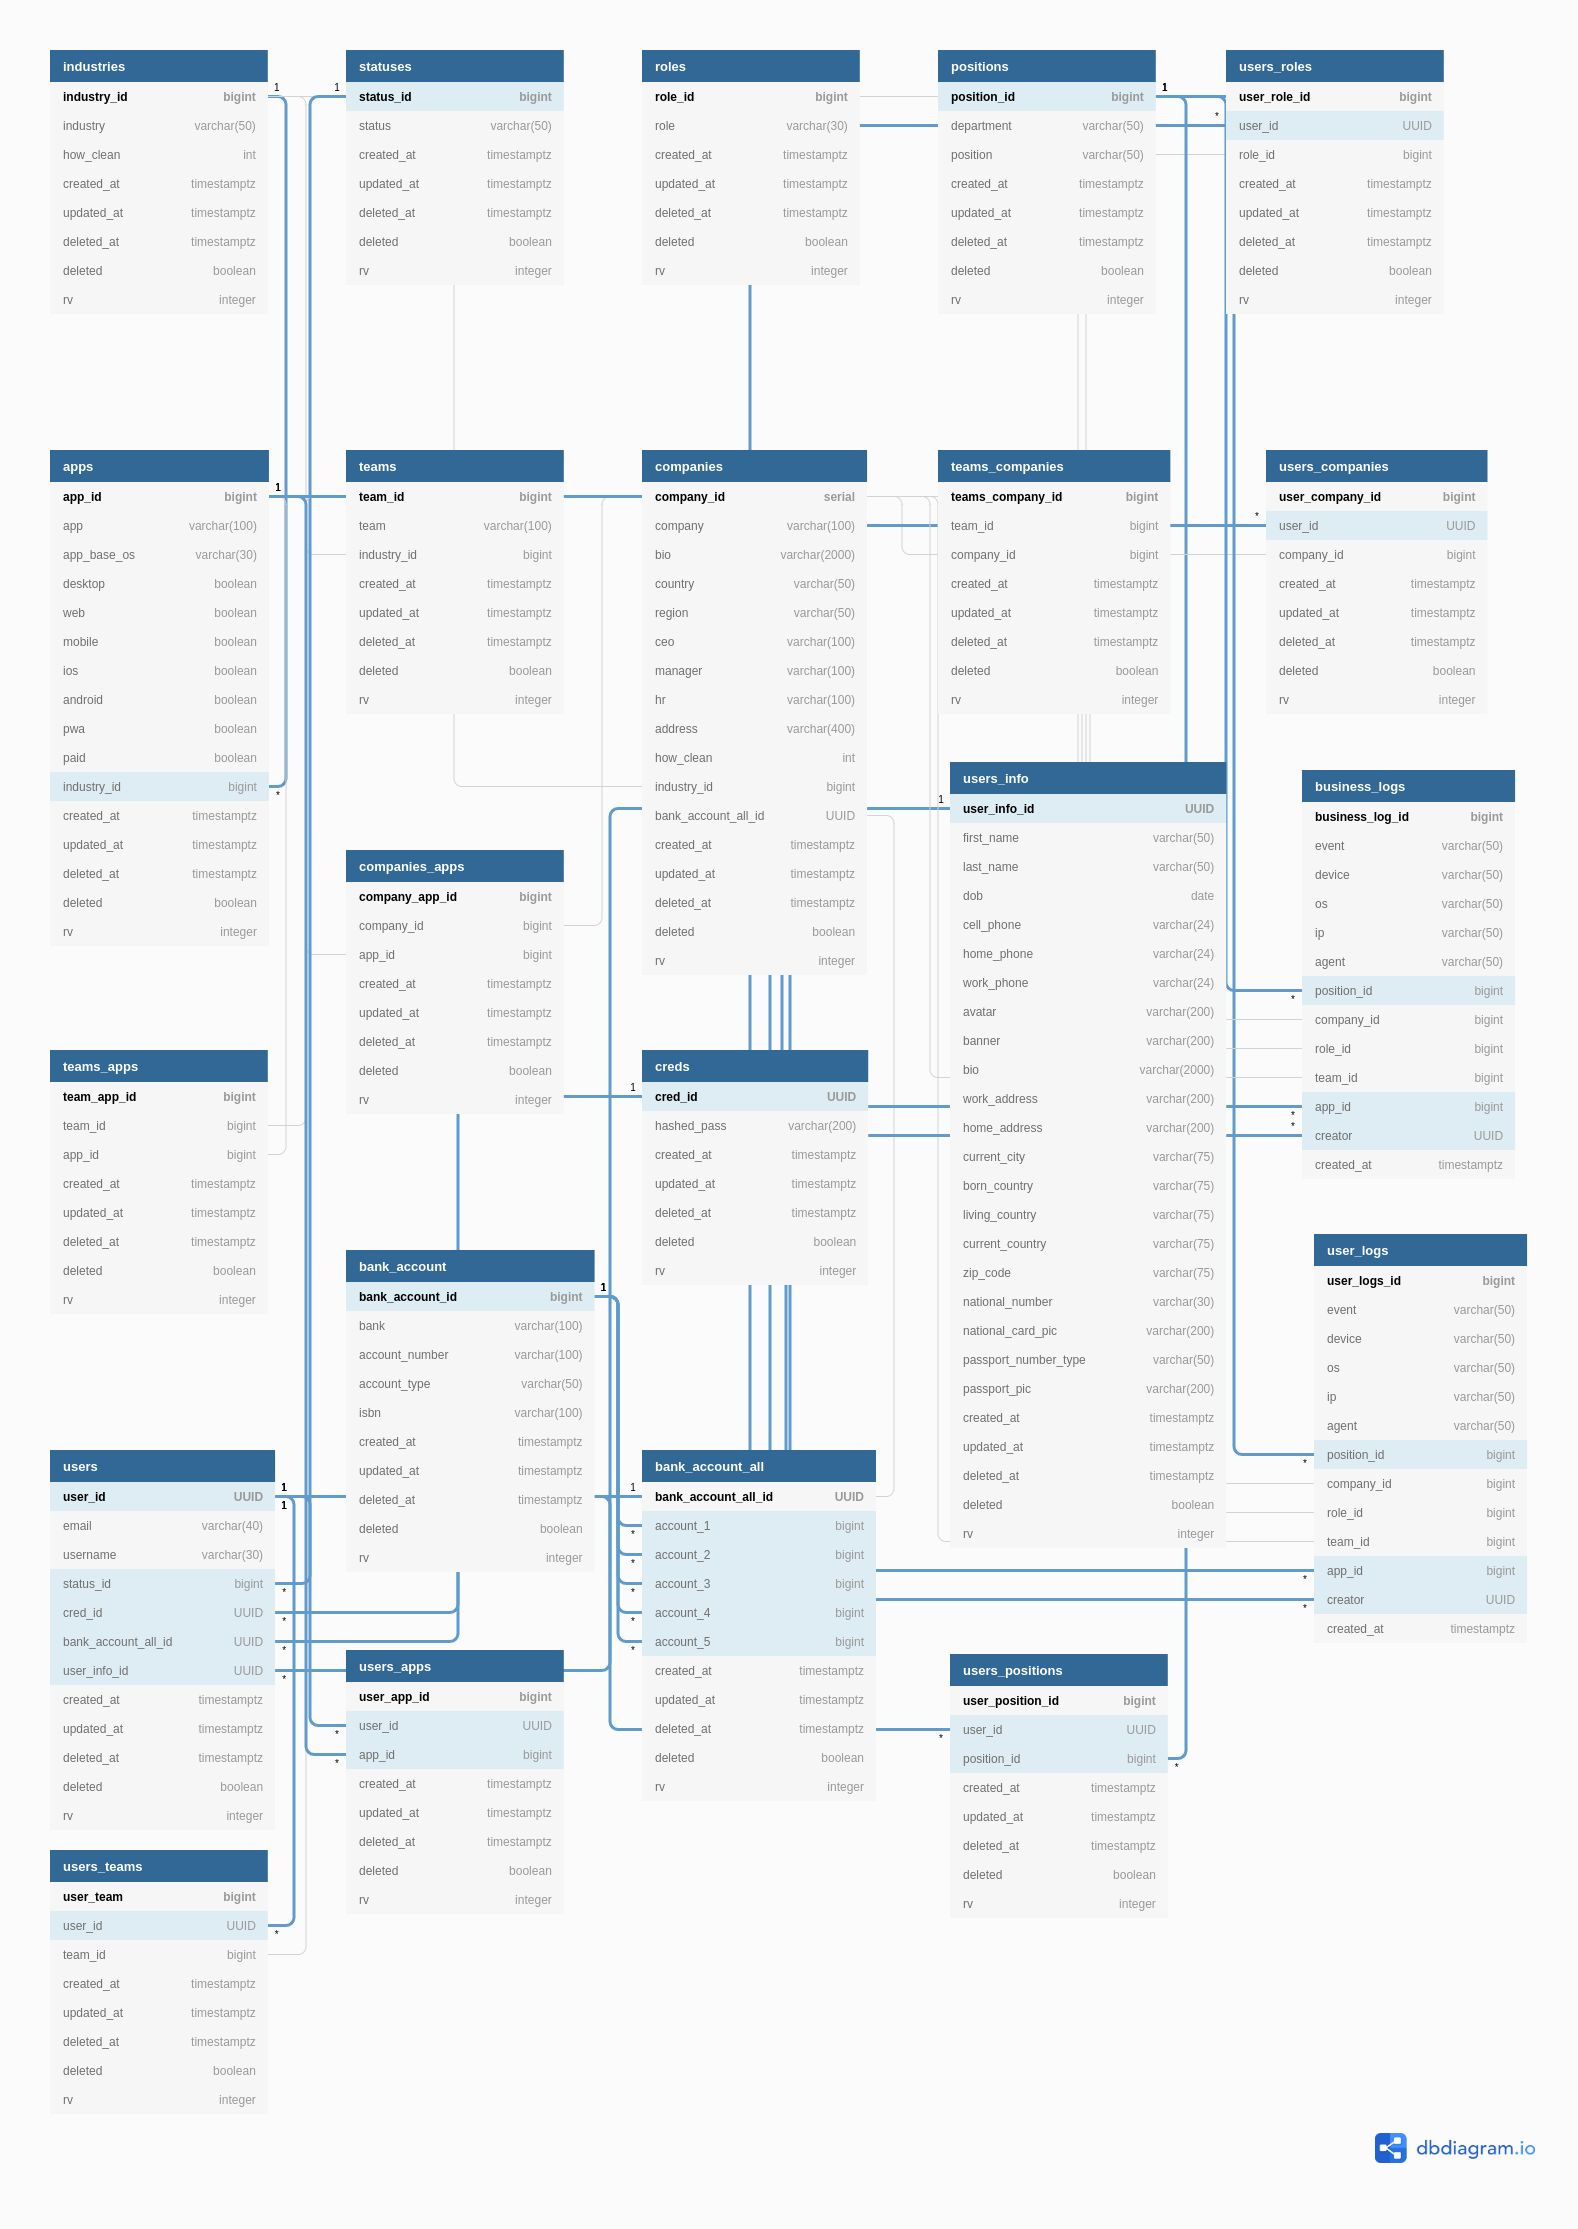 industries
industry_id bigint
industry varchar(50)
how_clean int
created_at timestamptz
updated_at timestamptz
deleted_at timestamptz
deleted boolean
rv integer
1
statuses
1
status_id bigint
status varchar(50)
created_at timestamptz
updated_at timestamptz
deleted_at timestamptz
deleted boolean
rv integer
roles
role_id bigint
role varchar(30)
created_at timestamptz
updated_at timestamptz
deleted_at timestamptz
deleted boolean
rv integer
positions
position_id bigint
1
department varchar(50)
position varchar(50)
created_at timestamptz
updated_at timestamptz
deleted_at timestamptz
deleted boolean
rv integer
users_roles
user_role_id bigint
*
user_id UUID
role_id bigint
created_at timestamptz
updated_at timestamptz
deleted_at timestamptz
deleted boolean
rv integer
apps
app_id bigint
1
app varchar(100)
app_base_os varchar(30)
desktop boolean
web boolean
mobile boolean
ios boolean
android boolean
pwa boolean
paid boolean
industry_id bigint
*
created_at timestamptz
updated_at timestamptz
deleted_at timestamptz
deleted boolean
rv integer
teams
team_id bigint
team varchar(100)
industry_id bigint
created_at timestamptz
updated_at timestamptz
deleted_at timestamptz
deleted boolean
rv integer
companies
company_id serial
company varchar(100)
bio varchar(2000)
country varchar(50)
region varchar(50)
ceo varchar(100)
manager varchar(100)
hr varchar(100)
address varchar(400)
how_clean int
industry_id bigint
bank_account_all_id UUID
created_at timestamptz
updated_at timestamptz
deleted_at timestamptz
deleted boolean
rv integer
teams_companies
teams_company_id bigint
team_id bigint
company_id bigint
created_at timestamptz
updated_at timestamptz
deleted_at timestamptz
deleted boolean
rv integer
users_companies
user_company_id bigint
*
user_id UUID
company_id bigint
created_at timestamptz
updated_at timestamptz
deleted_at timestamptz
deleted boolean
rv integer
users_info
1
user_info_id UUID
first_name varchar(50)
last_name varchar(50)
dob date
cell_phone varchar(24)
home_phone varchar(24)
work_phone varchar(24)
avatar varchar(200)
banner varchar(200)
bio varchar(2000)
work_address varchar(200)
home_address varchar(200)
current_city varchar(75)
born_country varchar(75)
living_country varchar(75)
current_country varchar(75)
zip_code varchar(75)
national_number varchar(30)
national_card_pic varchar(200)
passport_number_type varchar(50)
passport_pic varchar(200)
created_at timestamptz
updated_at timestamptz
deleted_at timestamptz
deleted boolean
rv integer
business_logs
business_log_id bigint
event varchar(50)
device varchar(50)
os varchar(50)
ip varchar(50)
agent varchar(50)
position_id bigint
*
company_id bigint
role_id bigint
team_id bigint
app_id bigint
*
*
creator UUID
created_at timestamptz
companies_apps
company_app_id bigint
company_id bigint
app_id bigint
created_at timestamptz
updated_at timestamptz
deleted_at timestamptz
deleted boolean
rv integer
teams_apps
team_app_id bigint
team_id bigint
app_id bigint
created_at timestamptz
updated_at timestamptz
deleted_at timestamptz
deleted boolean
rv integer
creds
1
cred_id UUID
hashed_pass varchar(200)
created_at timestamptz
updated_at timestamptz
deleted_at timestamptz
deleted boolean
rv integer
bank_account
bank_account_id bigint
1
bank varchar(100)
account_number varchar(100)
account_type varchar(50)
isbn varchar(100)
created_at timestamptz
updated_at timestamptz
deleted_at timestamptz
deleted boolean
rv integer
user_logs
user_logs_id bigint
event varchar(50)
device varchar(50)
os varchar(50)
ip varchar(50)
agent varchar(50)
position_id bigint
*
company_id bigint
role_id bigint
team_id bigint
app_id bigint
*
creator UUID
*
created_at timestamptz
users
user_id UUID
1
1
email varchar(40)
username varchar(30)
status_id bigint
*
cred_id UUID
*
bank_account_all_id UUID
*
user_info_id UUID
*
created_at timestamptz
updated_at timestamptz
deleted_at timestamptz
deleted boolean
rv integer
bank_account_all
1
bank_account_all_id UUID
account_1 bigint
*
account_2 bigint
*
account_3 bigint
*
account_4 bigint
*
account_5 bigint
*
created_at timestamptz
updated_at timestamptz
deleted_at timestamptz
deleted boolean
rv integer
users_apps
user_app_id bigint
user_id UUID
*
app_id bigint
*
created_at timestamptz
updated_at timestamptz
deleted_at timestamptz
deleted boolean
rv integer
users_positions
user_position_id bigint
user_id UUID
*
position_id bigint
*
created_at timestamptz
updated_at timestamptz
deleted_at timestamptz
deleted boolean
rv integer
users_teams
user_team bigint
user_id UUID
*
team_id bigint
created_at timestamptz
updated_at timestamptz
deleted_at timestamptz
deleted boolean
rv integer
dbdiagram.io